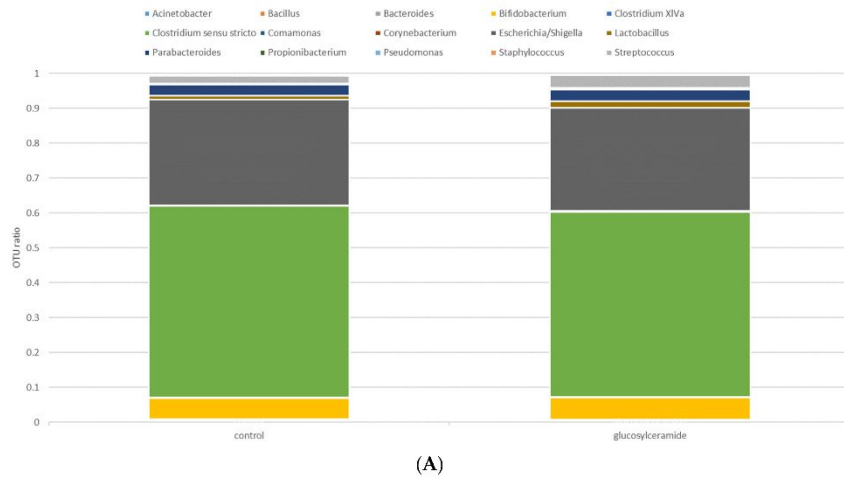 Acinetobacter Bacillus Bacteroides Bifidobacterium Clostridium XlVa
Clostridium sensu stricto Comamonas Corynebacterium Escherichia/Shigella Lactobacillus
Parabacteroides Propionibacterium Pseudomonas Staphylococcus Streptococcus
1
0.9
0.8
0.7
0.6
0.5
0.4
0.3
0.2
0.1
0
OTU ratio
control glucosylceramide
(A)